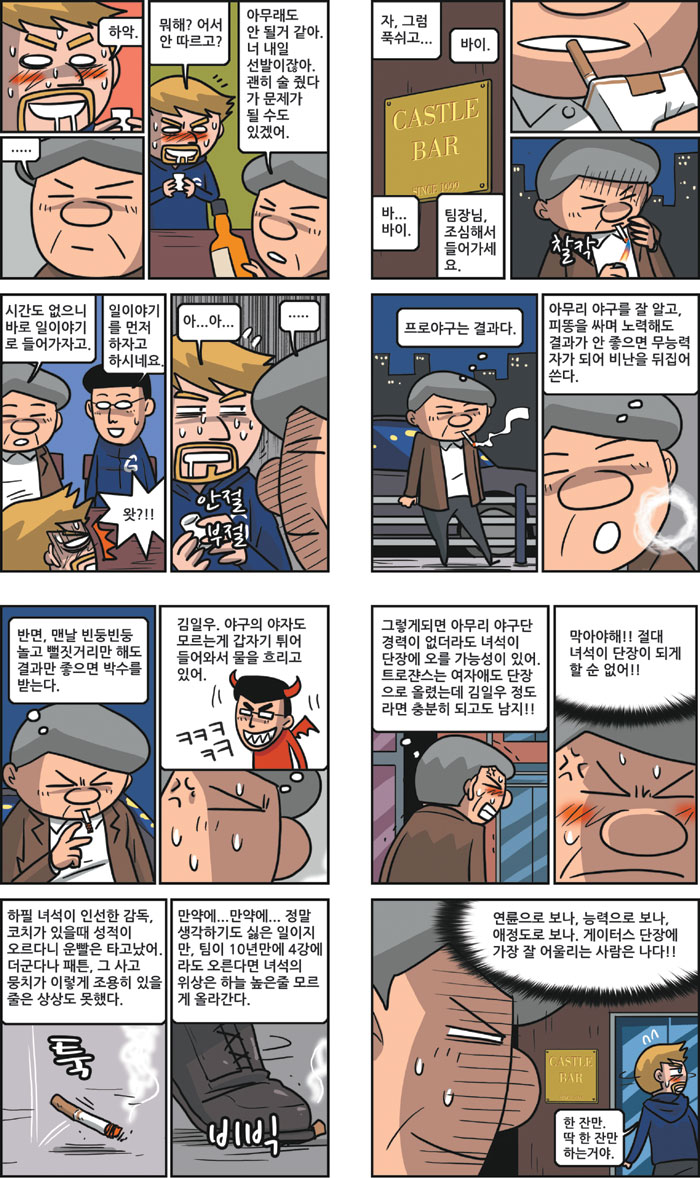 하악.
뭐해? 어서
안 따르고?
아무래도
안 될거 같아.
너 내일
선발이잖아.
괜히 술 줬다
가 문제가
될 수도
있겠어.
.....
자, 그럼
푹쉬고...
바이.
CASTLE
BAR
SINCE 1999
바...
바이.
팀장님,
조심해서
들어가세
요.
찰칵
시간도 없으니
바로 일이야기
로 들어가자고.
일이야기
를 먼저
하자고
하시네요.
G
왓?!!
아...아...
.....
안절
부절
프로야구는 결과다.
아무리 야구를 잘 알고,
피똥을 싸며 노력해도
결과가 안 좋으면 무능력
자가 되어 비난을 뒤집어
쓴다.
반면, 맨날 빈둥빈둥
놀고 뻘짓거리만 해도
결과만 좋으면 박수를
받는다.
김일우. 야구의 야자도
모르는게 갑자기 튀어
들어와서 물을 흐리고
있어.
ㅋㅋㅋ
ㅋㅋ
하필 녀석이 인선한 감독,
코치가 있을때 성적이
오르다니 운빨은 타고났어.
더군다나 패튼, 그 사고
뭉치가 이렇게 조용히 있을
줄은 상상도 못했다.
툭
만약에...만약에... 정말
생각하기도 싫은 일이지
만, 팀이 10년만에 4강에
라도 오른다면 녀석의
위상은 하늘 높은줄 모르
게 올라간다.
비빅
그렇게되면 아무리 야구단
경력이 없더라도 녀석이
단장에 오를 가능성이 있어.
트로쟌스는 여자애도 단장
으로 올렸는데 김일우 정도
라면 충분히 되고도 남지!!
막아야해!! 절대
녀석이 단장이 되게
할 순 없어!!
연륜으로 보나, 능력으로 보나,
애정도로 보나. 게이터스 단장에
가장 잘 어울리는 사람은 나다!!
CASTLE
BAR
한 잔만.
딱 한 잔만
하는거야.